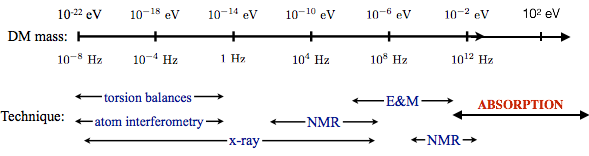 10-22 eV 10⁻¹⁸ eV 10⁻¹⁴ eV 10⁻¹⁰ eV 10⁻⁶ eV 10⁻² eV 10² eV
DM mass:
10⁻⁸ Hz 10⁻⁴ Hz 1 Hz 10⁴ Hz 10⁸ Hz 10¹² Hz
torsion balances E&M ABSORPTION
Technique: atom interferometry NMR
x-ray NMR